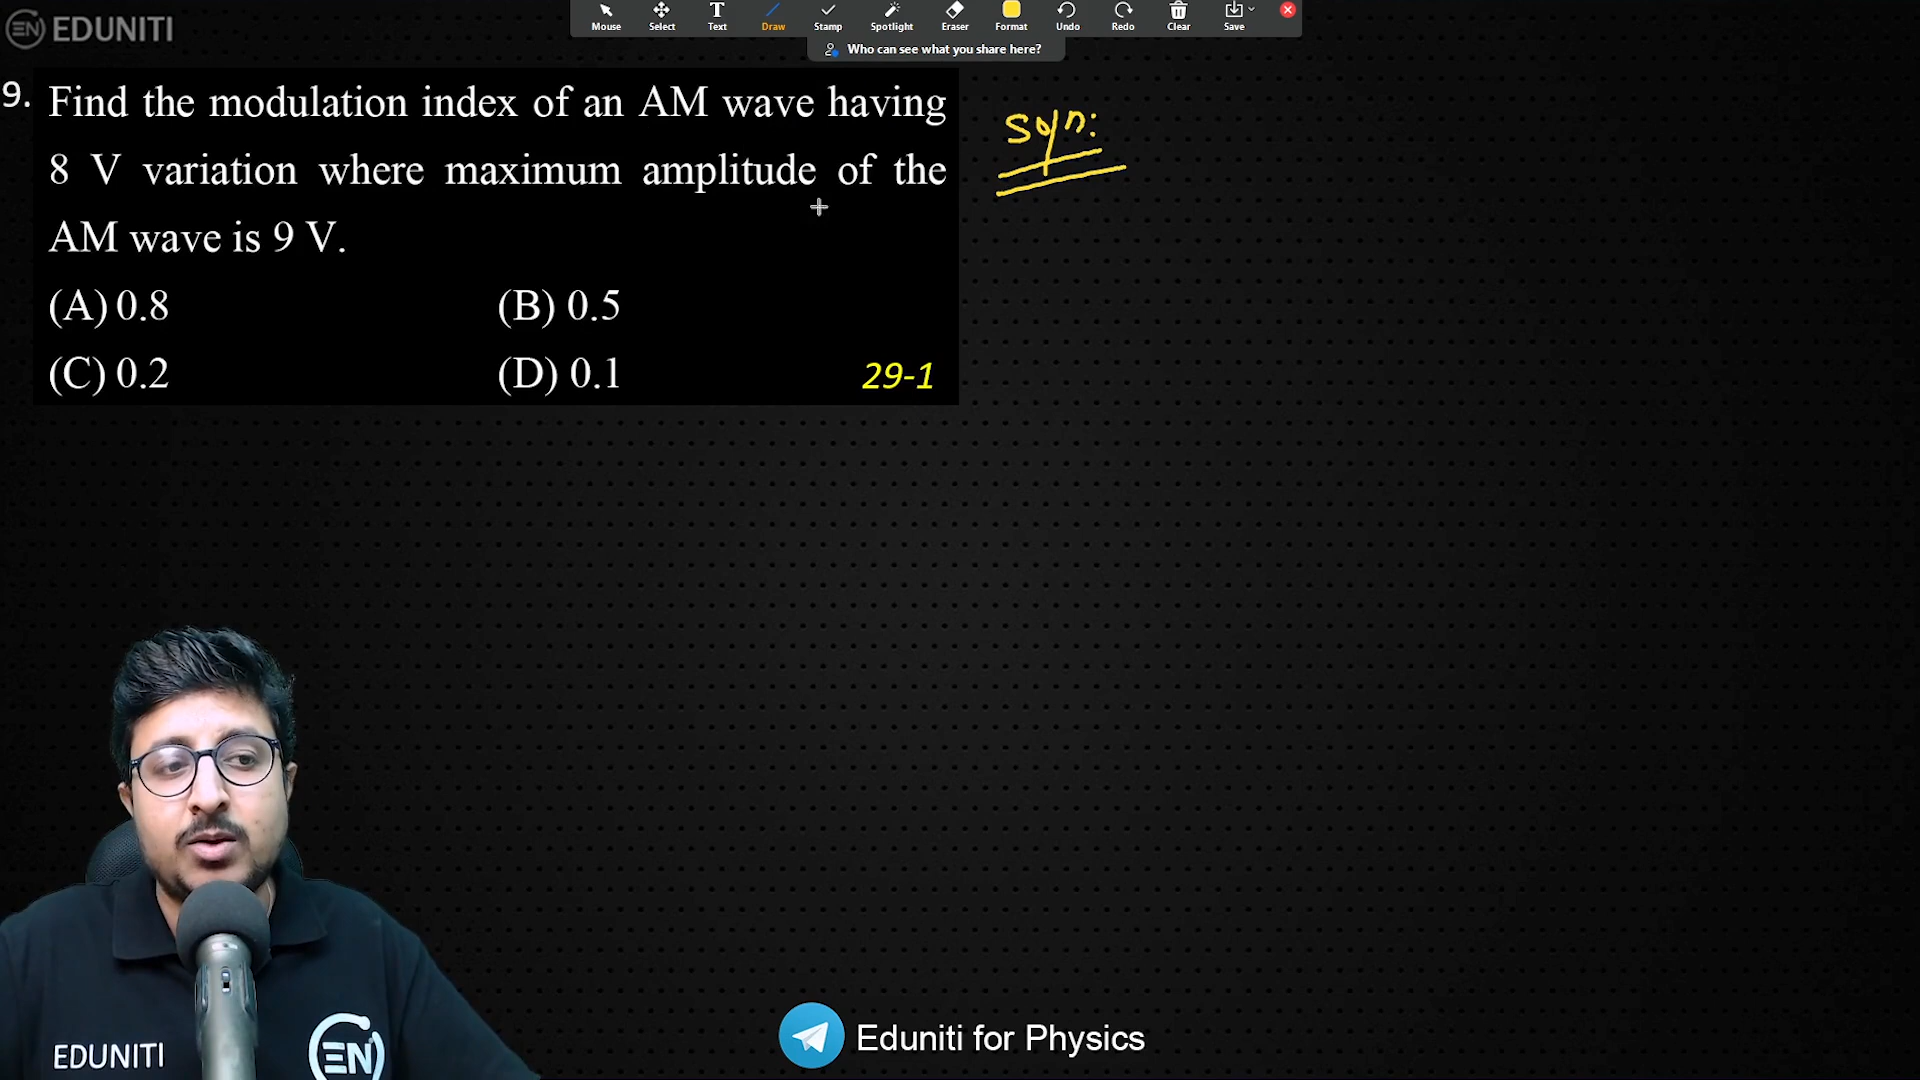 EN EDUNITI
Mouse Select Text Draw Stamp Spotlight Eraser Format Undo Redo Clear Save
Who can see what you share here?
9. Find the modulation index of an AM wave having
8 V variation where maximum amplitude of the
AM wave is 9 V.
(A) 0.8 (B) 0.5
(C) 0.2 (D) 0.1 29-1
Soln:
EDUNITI EN
Eduniti for Physics